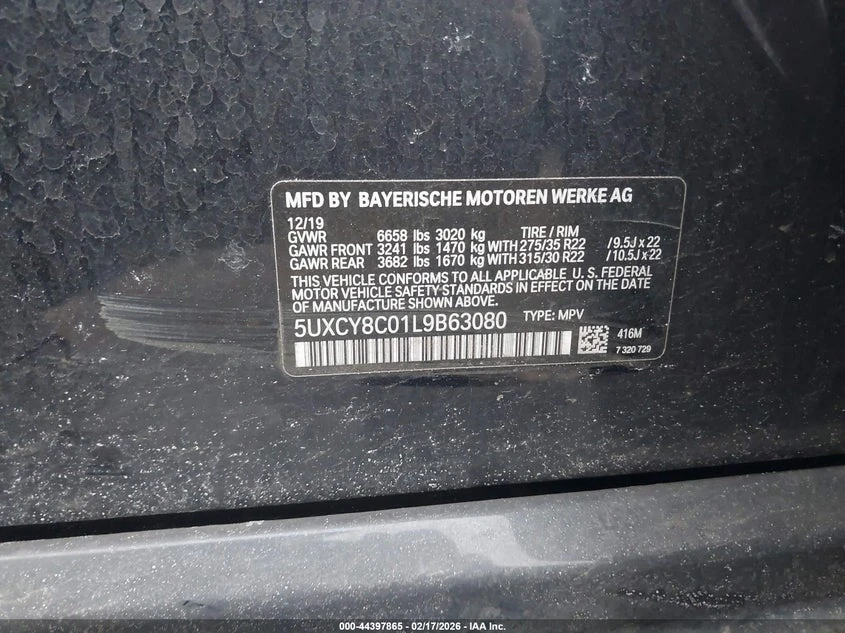 MFD BY BAYERISCHE MOTOREN WERKE AG
12/19
GVWR 6658 lbs 3020 kg TIRE / RIM
GAWR FRONT 3241 lbs 1470 kg WITH 275/35 R22 / 9.5J x 22
GAWR REAR 3682 lbs 1670 kg WITH 315/30 R22 / 10.5J x 22
THIS VEHICLE CONFORMS TO ALL APPLICABLE U. S. FEDERAL
MOTOR VEHICLE SAFETY STANDARDS IN EFFECT ON THE DATE
OF MANUFACTURE SHOWN ABOVE.
5UXCY8C01L9B63080 TYPE: MPV
416M
7 320 729
000-44397865 - 02/17/2026 - IAA Inc.